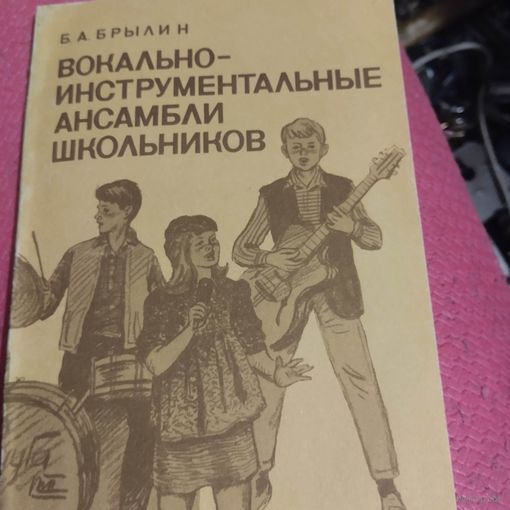 Б. А. БРЫЛИН
ВОКАЛЬНО-
ИНСТРУМЕНТАЛЬНЫЕ
АНСАМБЛИ
ШКОЛЬНИКОВ